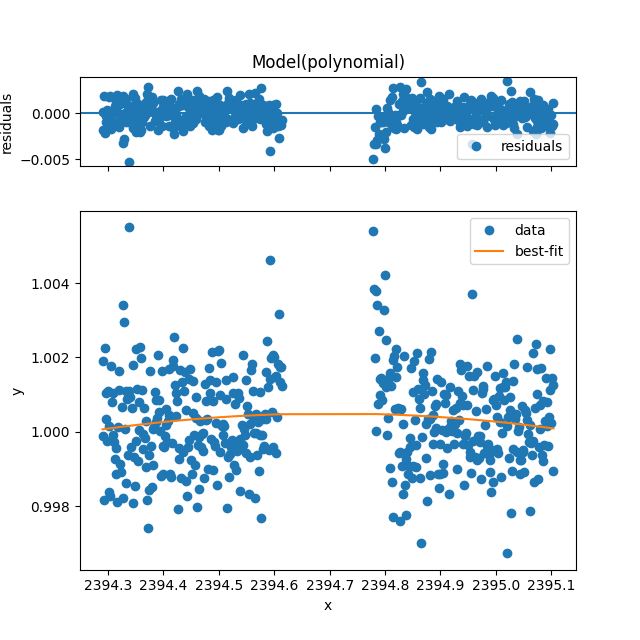 Model(polynomial)
residuals
0.000
−0.005
residuals
data
best-fit
y
1.004
1.002
1.000
0.998
2394.3 2394.4 2394.5 2394.6 2394.7 2394.8 2394.9 2395.0 2395.1
x